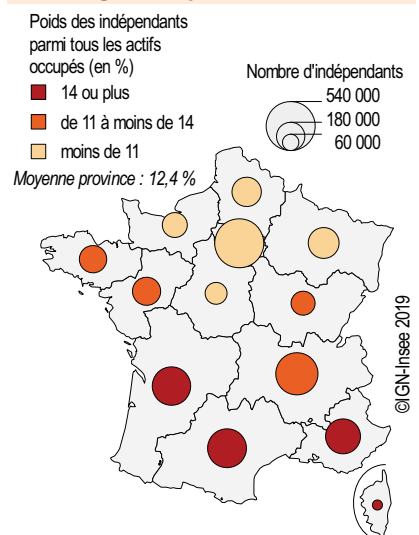 Poids des indépendants
parmi tous les actifs
occupés (en %)
14 ou plus
de 11 à moins de 14
moins de 11
Moyenne province : 12,4 %
Nombre d'indépendants
540 000
180 000
60 000
©IGN-Insee 2019